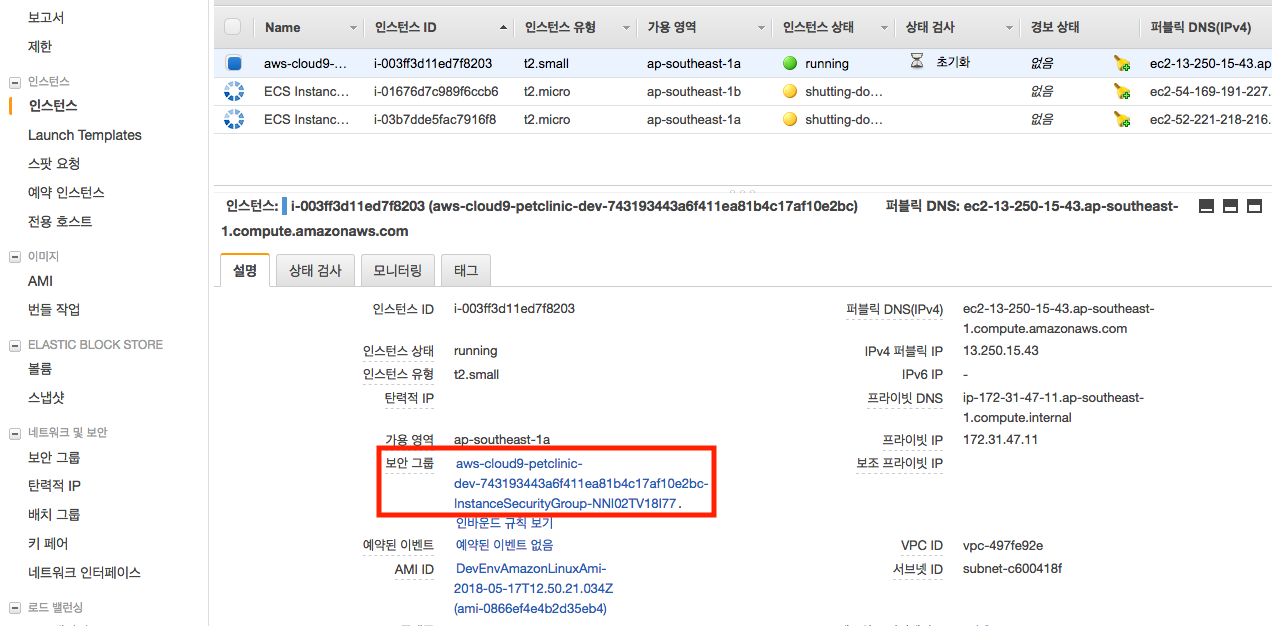 보고서
제한
인스턴스
인스턴스
Launch Templates
스팟 요청
예약 인스턴스
전용 호스트
이미지
AMI
번들 작업
ELASTIC BLOCK STORE
볼륨
스냅샷
네트워크 및 보안
보안 그룹
탄력적 IP
배치 그룹
키 페어
네트워크 인터페이스
로드 밸런싱
Name 인스턴스 ID 인스턴스 유형 가용 영역 인스턴스 상태 상태 검사 경보 상태 퍼블릭 DNS(IPv4)
aws-cloud9-... i-003ff3d11ed7f8203 t2.small ap-southeast-1a running 초기화 없음 ec2-13-250-15-43.ap
ECS Instanc... i-01676d7c989f6ccb6 t2.micro ap-southeast-1b shutting-do... 없음 ec2-54-169-191-227.
ECS Instanc... i-03b7dde5fac7916f8 t2.micro ap-southeast-1a shutting-do... 없음 ec2-52-221-218-216.
인스턴스: i-003ff3d11ed7f8203 (aws-cloud9-petclinic-dev-743193443a6f411ea81b4c17af10e2bc) 퍼블릭 DNS: ec2-13-250-15-43.ap-southeast-
1.compute.amazonaws.com
설명 상태 검사 모니터링 태그
인스턴스 ID i-003ff3d11ed7f8203
인스턴스 상태 running
인스턴스 유형 t2.small
탄력적 IP
가용 영역 ap-southeast-1a
보안 그룹 aws-cloud9-petclinic-
dev-743193443a6f411ea81b4c17af10e2bc-
InstanceSecurityGroup-NNI02TV18I77 .
인바운드 규칙 보기
예약된 이벤트 예약된 이벤트 없음
AMI ID DevEnvAmazonLinuxAmi-
2018-05-17T12.50.21.034Z
(ami-0866ef4e4b2d35eb4)
퍼블릭 DNS(IPv4) ec2-13-250-15-43.ap-southeast-
1.compute.amazonaws.com
IPv4 퍼블릭 IP 13.250.15.43
IPv6 IP -
프라이빗 DNS ip-172-31-47-11.ap-southeast-
1.compute.internal
프라이빗 IP 172.31.47.11
보조 프라이빗 IP
VPC ID vpc-497fe92e
서브넷 ID subnet-c600418f